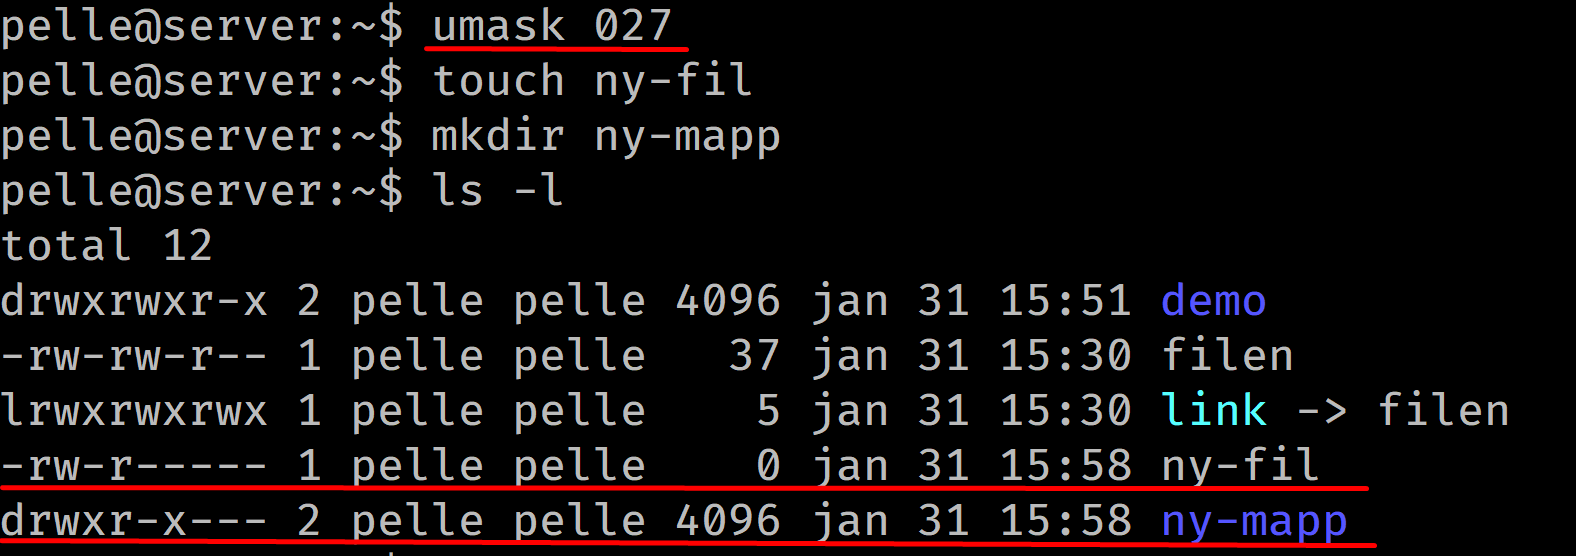 pelle@server:~$ umask 027
pelle@server:~$ touch ny-fil
pelle@server:~$ mkdir ny-mapp
pelle@server:~$ ls -l
total 12
drwxrwxr-x 2 pelle pelle 4096 jan 31 15:51 demo
-rw-rw-r-- 1 pelle pelle   37 jan 31 15:30 filen
lrwxrwxrwx 1 pelle pelle    5 jan 31 15:30 link -> filen
-rw-r----- 1 pelle pelle    0 jan 31 15:58 ny-fil
drwxr-x--- 2 pelle pelle 4096 jan 31 15:58 ny-mapp